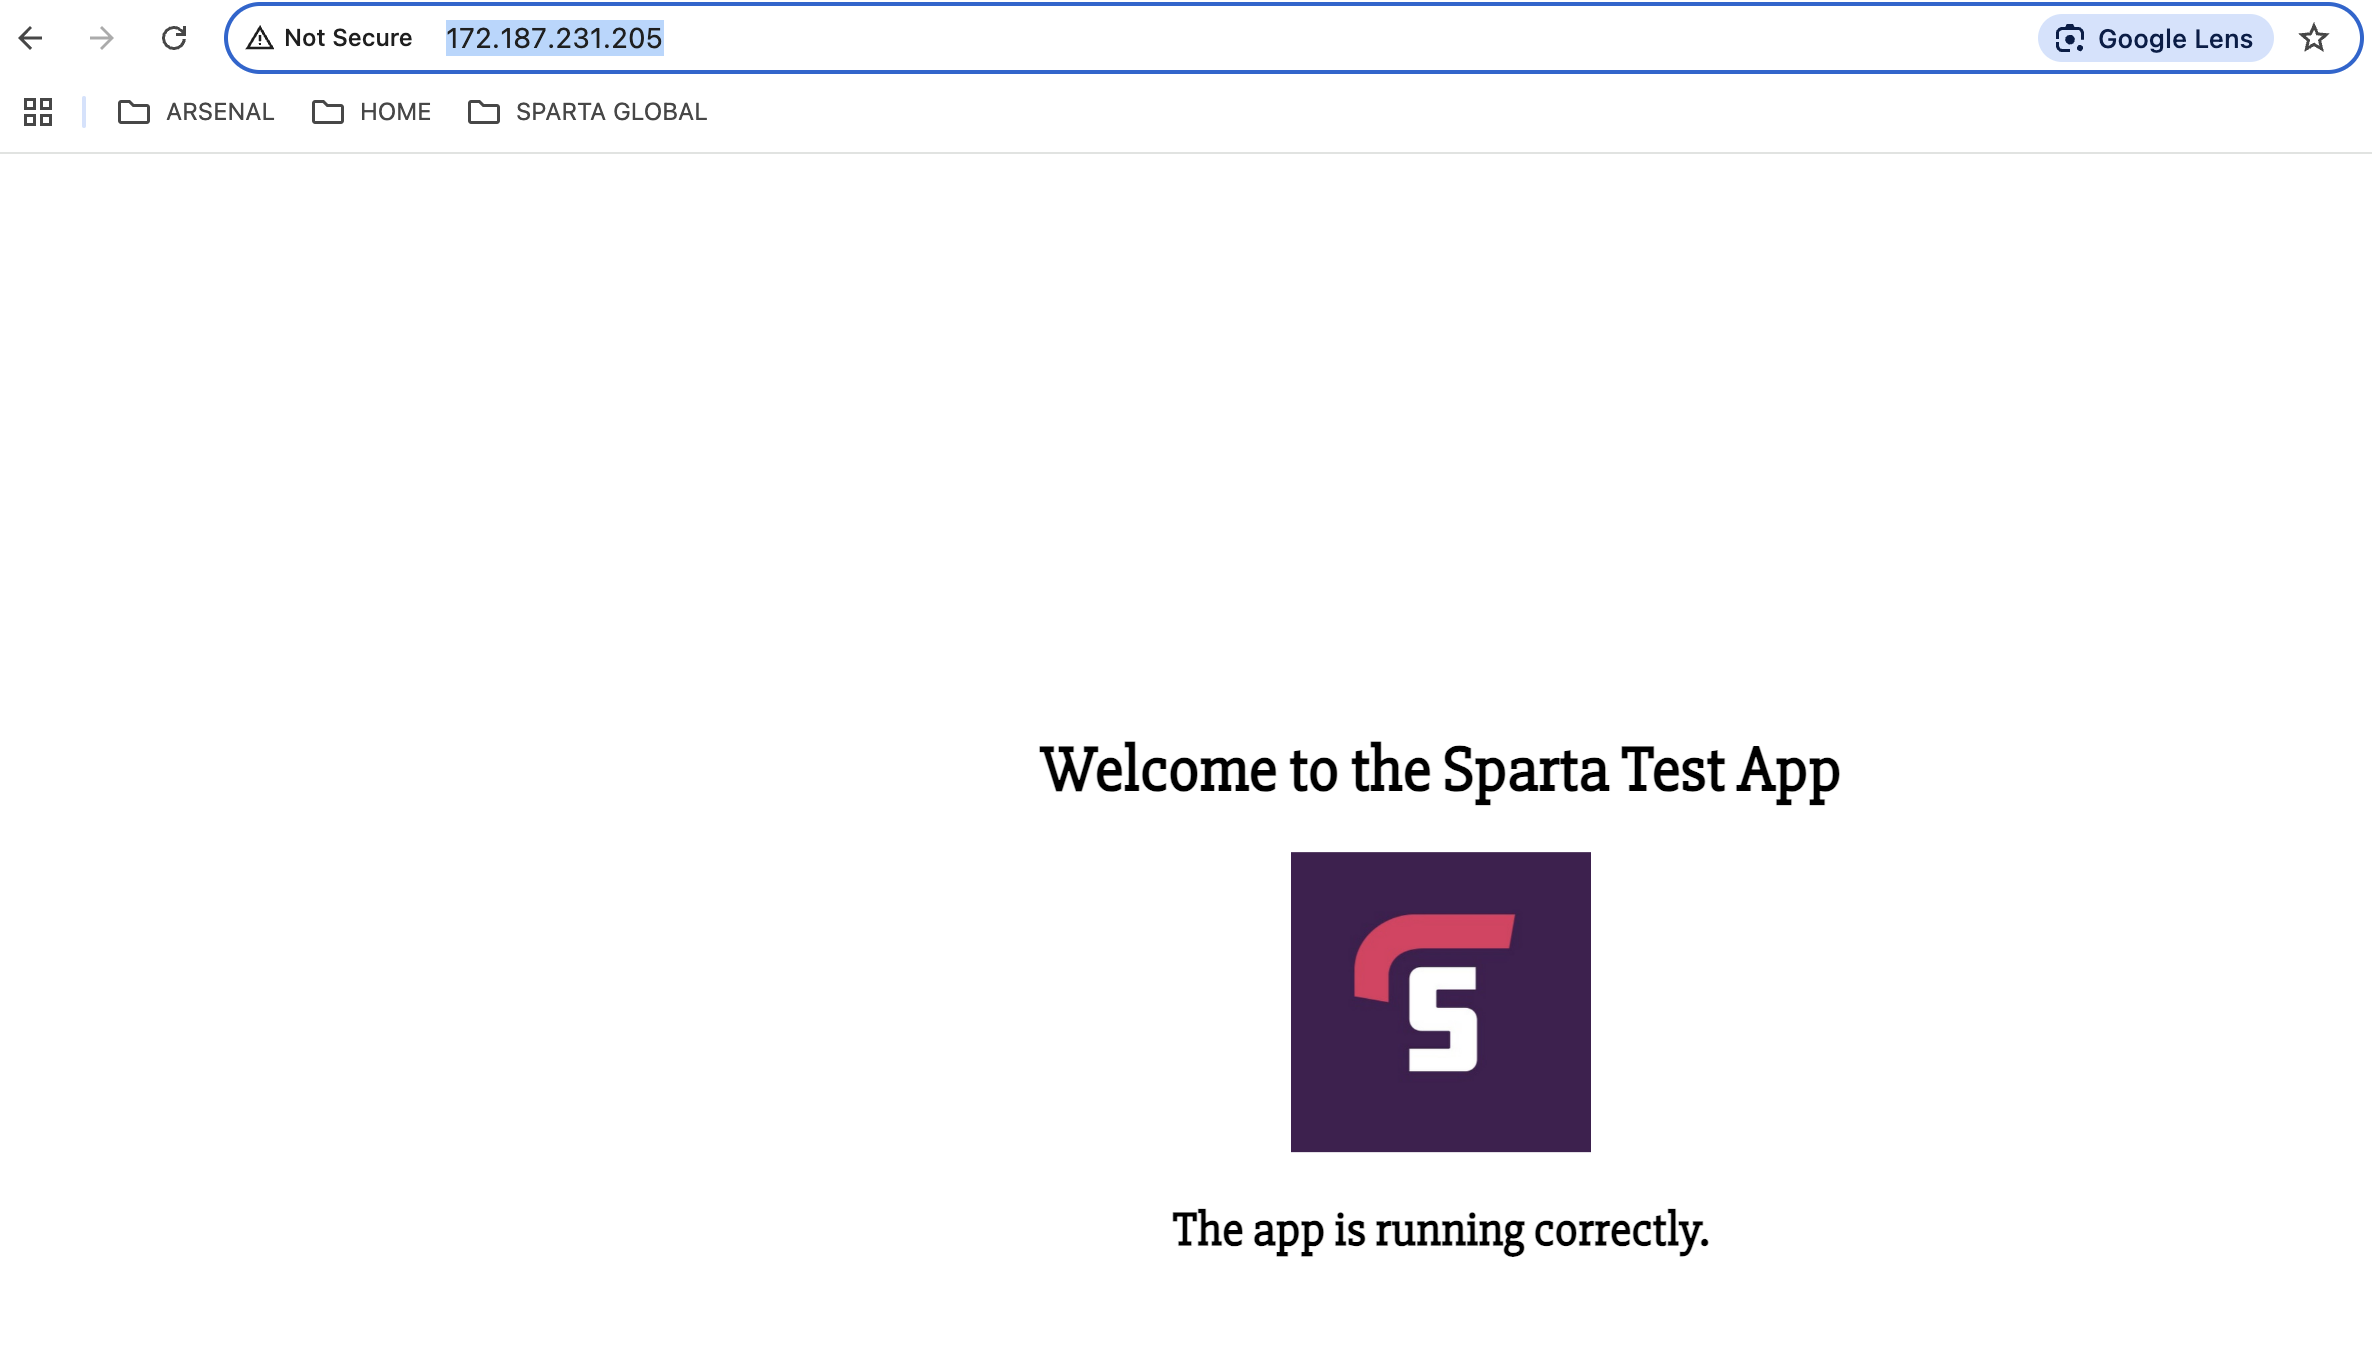 Not Secure 172.187.231.205 Google Lens
ARSENAL HOME SPARTA GLOBAL
Welcome to the Sparta Test App
S
The app is running correctly.